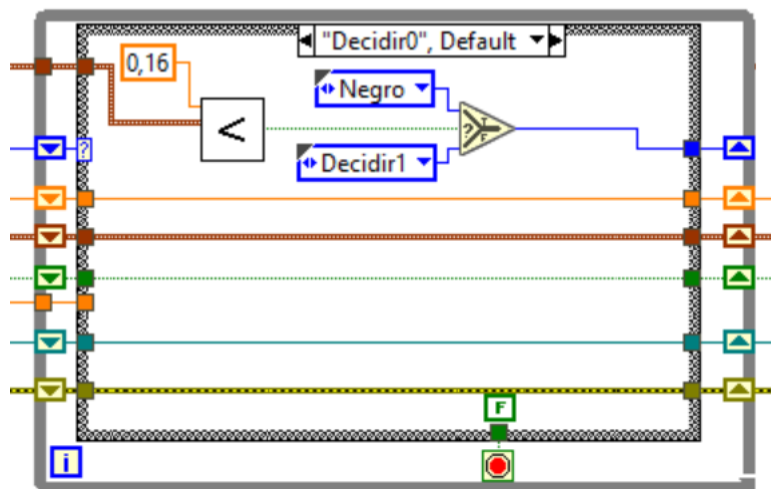 "Decidir0", Default
0,16
Negro
<
?
T
?
F
Decidir1
F
i